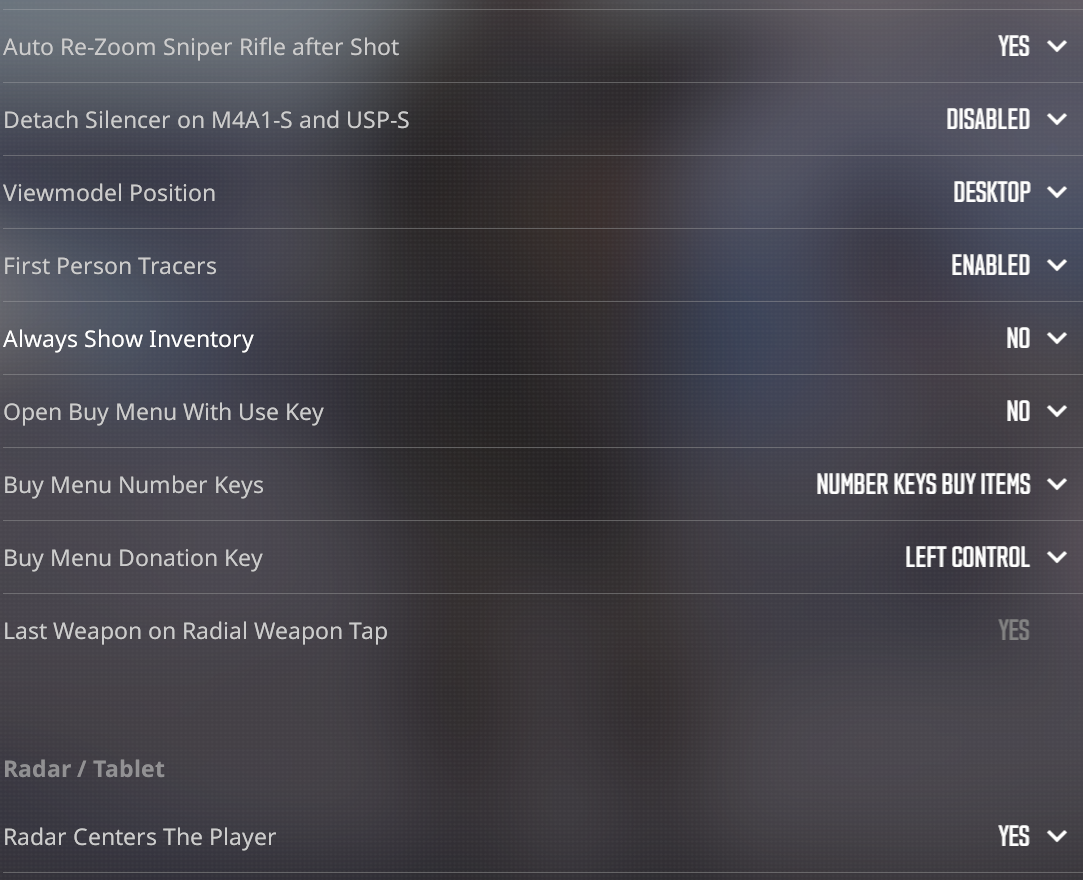 Auto Re-Zoom Sniper Rifle after Shot YES
Detach Silencer on M4A1-S and USP-S DISABLED
Viewmodel Position DESKTOP
First Person Tracers ENABLED
Always Show Inventory NO
Open Buy Menu With Use Key NO
Buy Menu Number Keys NUMBER KEYS BUY ITEMS
Buy Menu Donation Key LEFT CONTROL
Last Weapon on Radial Weapon Tap YES
Radar / Tablet
Radar Centers The Player YES